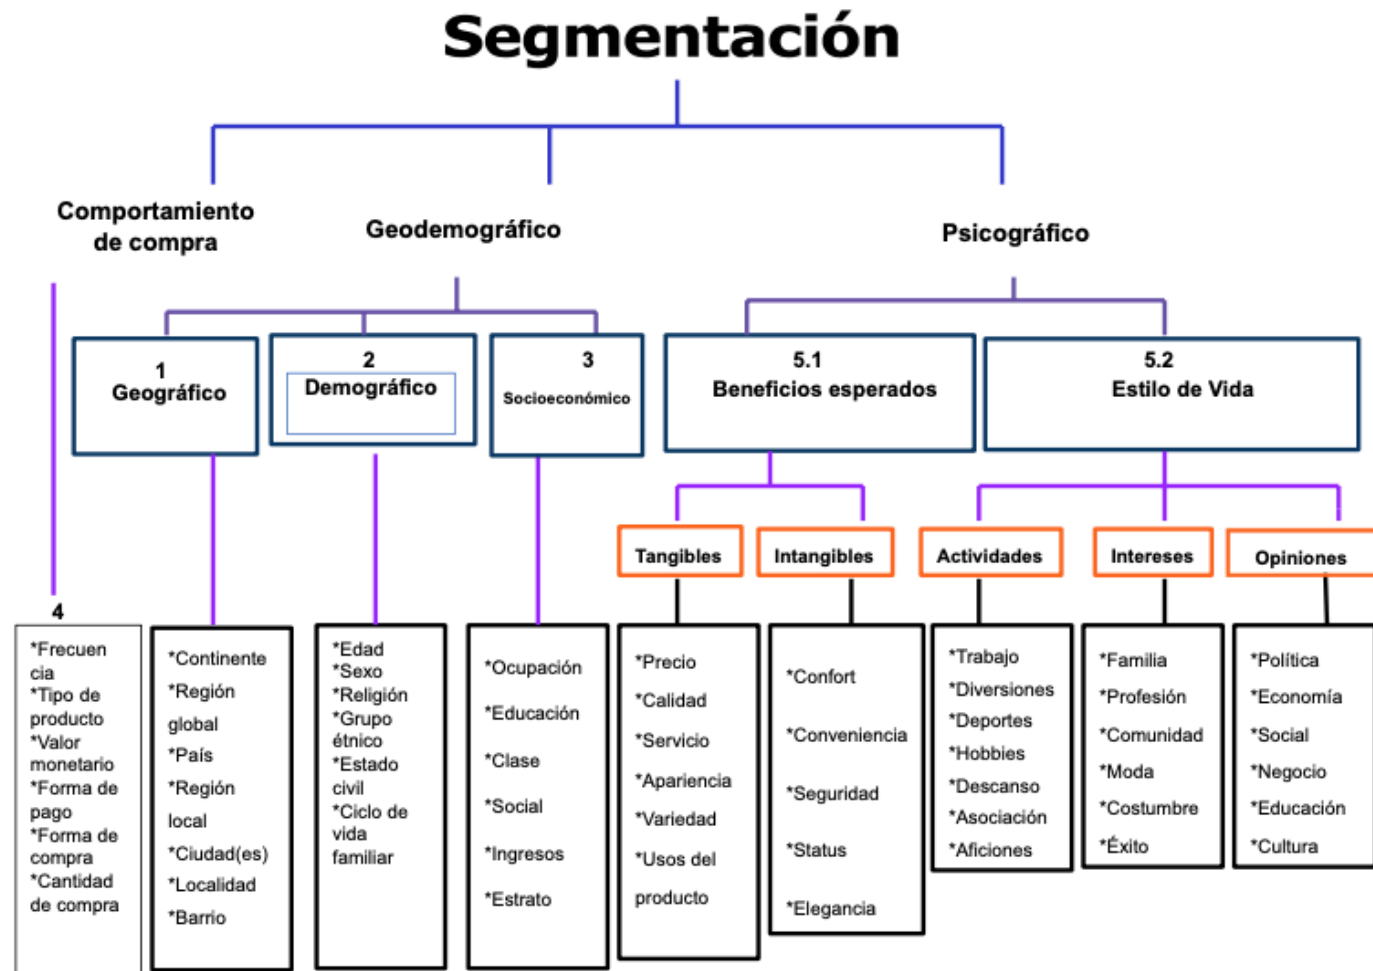 Segmentación
Comportamiento
de compra
Geodemográfico
Psicográfico
1
Geográfico
2
Demográfico
3
Socioeconómico
5.1
Beneficios esperados
5.2
Estilo de Vida
Tangibles
Intangibles
Actividades
Intereses
Opiniones
4
*Frecuen
cia
*Tipo de
producto
*Valor
monetario
*Forma de
pago
*Forma de
compra
*Cantidad
de compra
*Continente
*Región
global
*País
*Región
local
*Ciudad(es)
*Localidad
*Barrio
*Edad
*Sexo
*Religión
*Grupo
étnico
*Estado
civil
*Ciclo de
vida
familiar
*Ocupación
*Educación
*Clase
*Social
*Ingresos
*Estrato
*Precio
*Calidad
*Servicio
*Apariencia
*Variedad
*Usos del
producto
*Confort
*Conveniencia
*Seguridad
*Status
*Elegancia
*Trabajo
*Diversiones
*Deportes
*Hobbies
*Descanso
*Asociación
*Aficiones
*Familia
*Profesión
*Comunidad
*Moda
*Costumbre
*Éxito
*Política
*Economía
*Social
*Negocio
*Educación
*Cultura